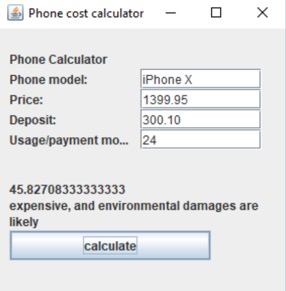 Phone cost calculator
Phone Calculator
Phone model: iPhone X
Price: 1399.95
Deposit: 300.10
Usage/payment mo... 24
45.82708333333333
expensive, and environmental damages are
likely
calculate